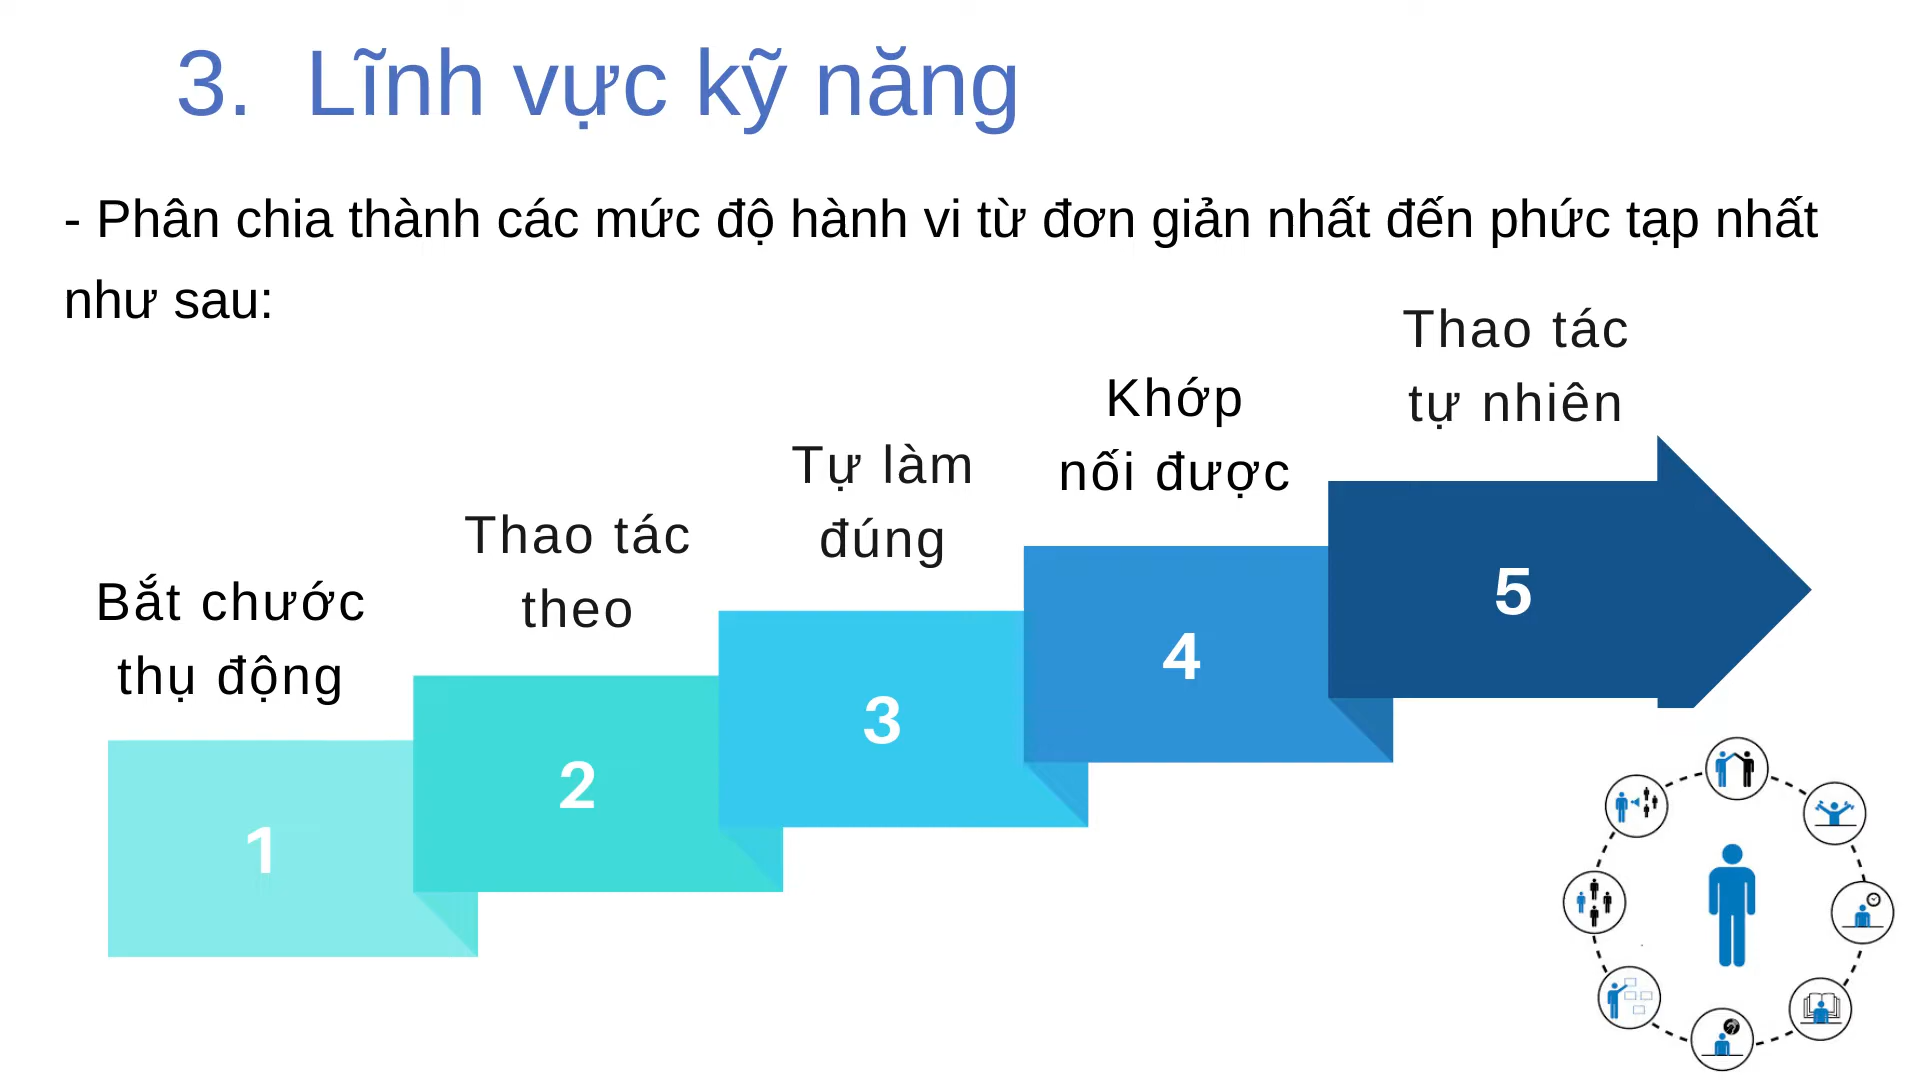 3. Lĩnh vực kỹ năng
- Phân chia thành các mức độ hành vi từ đơn giản nhất đến phức tạp nhất
như sau:
Bắt chước
thụ động
1
Thao tác
theo
2
Tự làm
đúng
3
Khớp
nối được
4
Thao tác
tự nhiên
5